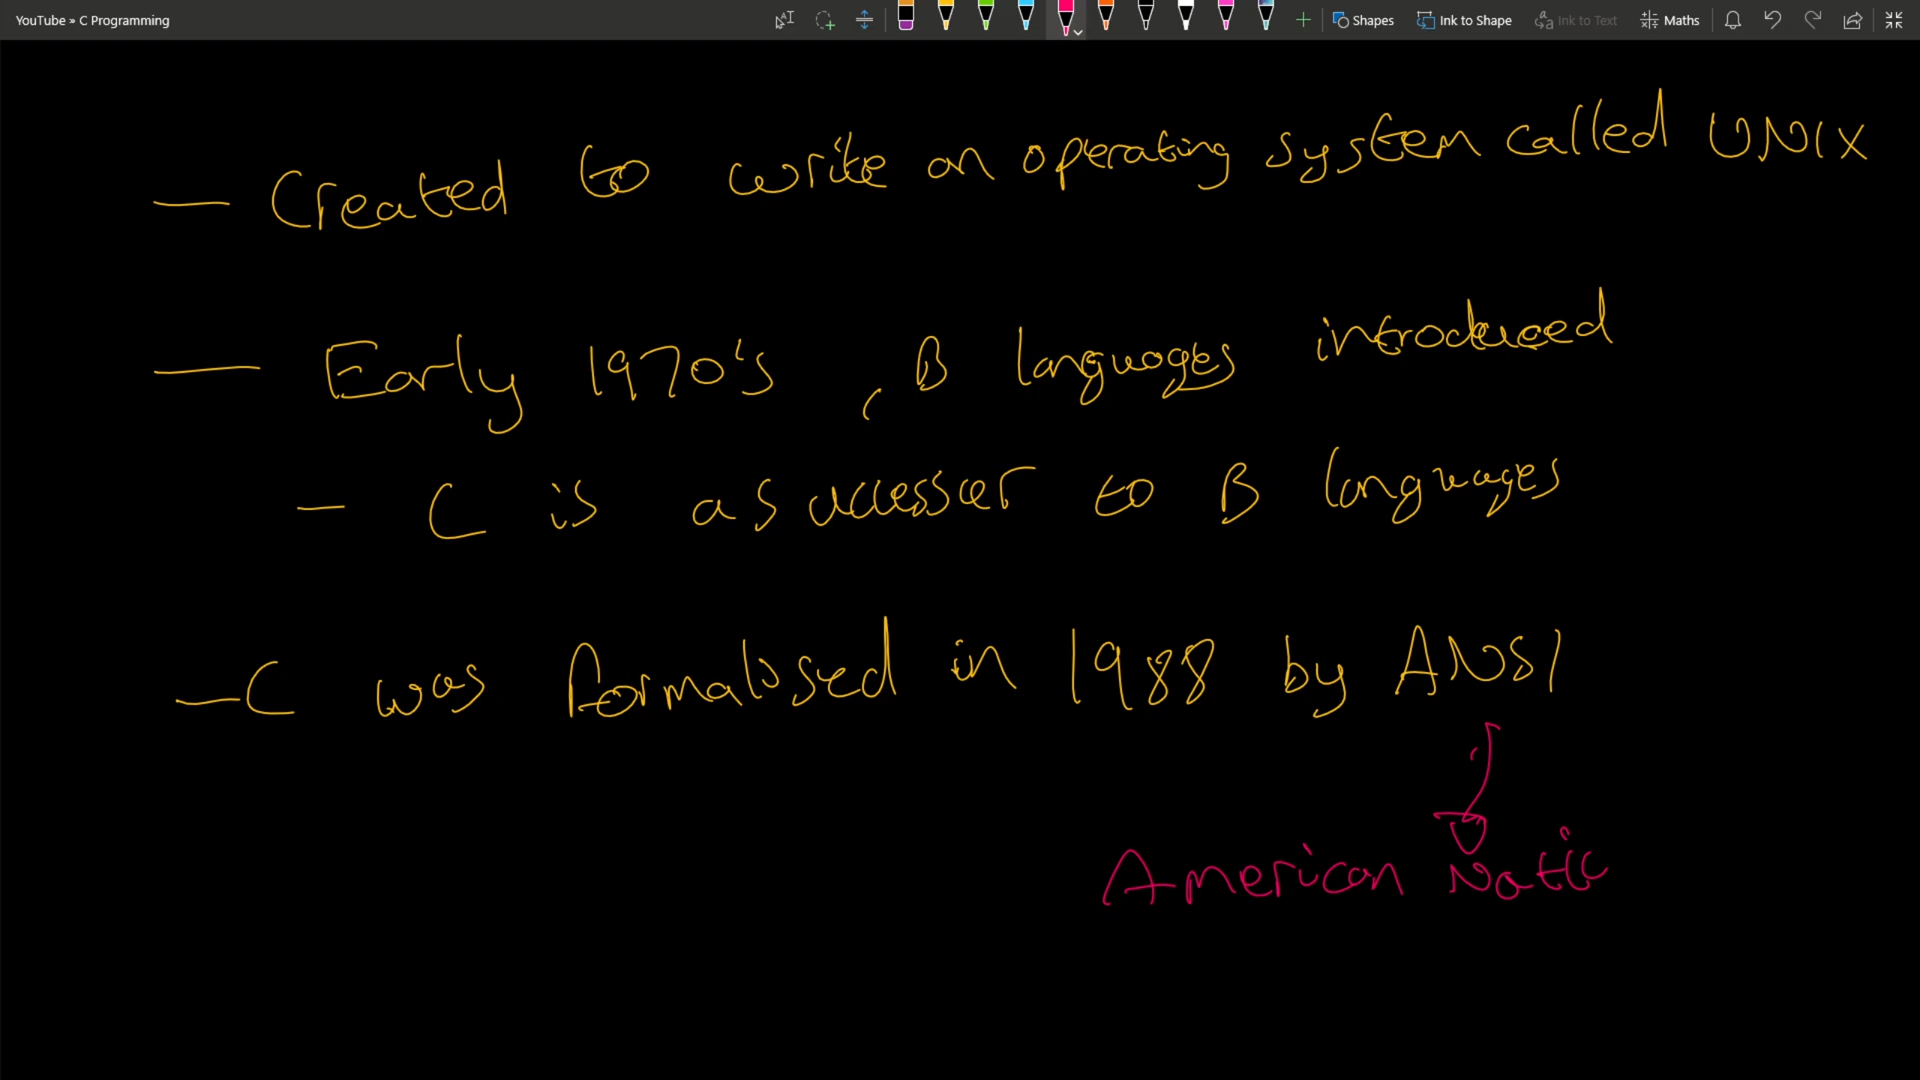 YouTube » C Programming
Shapes Ink to Shape Ink to Text Maths
— Created to write an operating system called UNIX
— Early 1970's, B languages introduced
- C is a successer to B languages
— C was formalised in 1988 by ANSI
American Natic